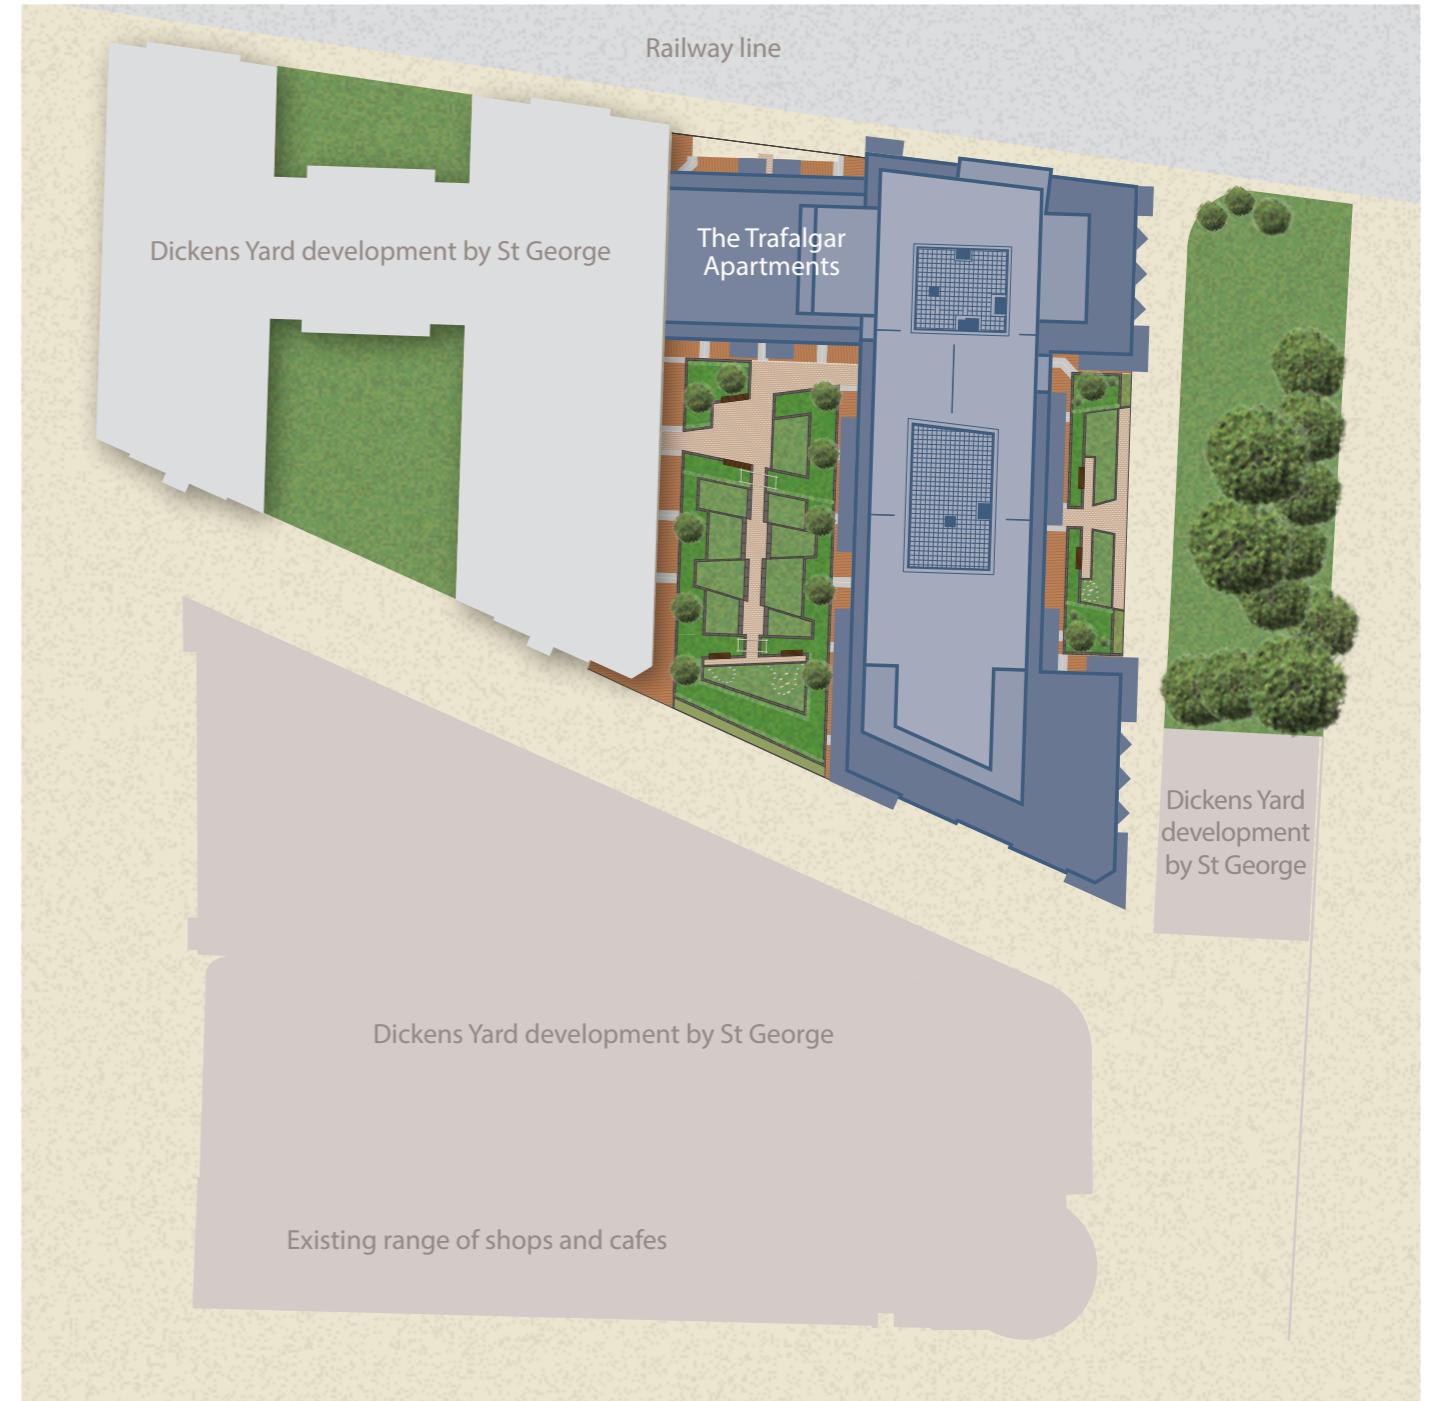 Railway line
Dickens Yard development by St George
The Trafalgar
Apartments
Dickens Yard
development
by St George
Dickens Yard development by St George
Existing range of shops and cafes